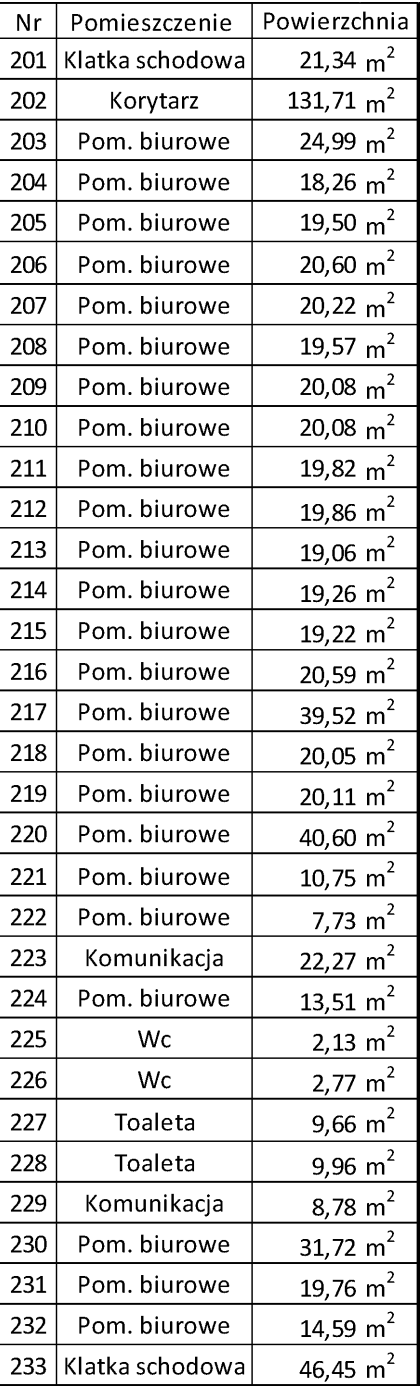 Nr Pomieszczenie Powierzchnia
201 Klatka schodowa 21,34 m²
202 Korytarz 131,71 m²
203 Pom. biurowe 24,99 m²
204 Pom. biurowe 18,26 m²
205 Pom. biurowe 19,50 m²
206 Pom. biurowe 20,60 m²
207 Pom. biurowe 20,22 m²
208 Pom. biurowe 19,57 m²
209 Pom. biurowe 20,08 m²
210 Pom. biurowe 20,08 m²
211 Pom. biurowe 19,82 m²
212 Pom. biurowe 19,86 m²
213 Pom. biurowe 19,06 m²
214 Pom. biurowe 19,26 m²
215 Pom. biurowe 19,22 m²
216 Pom. biurowe 20,59 m²
217 Pom. biurowe 39,52 m²
218 Pom. biurowe 20,05 m²
219 Pom. biurowe 20,11 m²
220 Pom. biurowe 40,60 m²
221 Pom. biurowe 10,75 m²
222 Pom. biurowe 7,73 m²
223 Komunikacja 22,27 m²
224 Pom. biurowe 13,51 m²
225 Wc 2,13 m²
226 Wc 2,77 m²
227 Toaleta 9,66 m²
228 Toaleta 9,96 m²
229 Komunikacja 8,78 m²
230 Pom. biurowe 31,72 m²
231 Pom. biurowe 19,76 m²
232 Pom. biurowe 14,59 m²
233 Klatka schodowa 46,45 m²